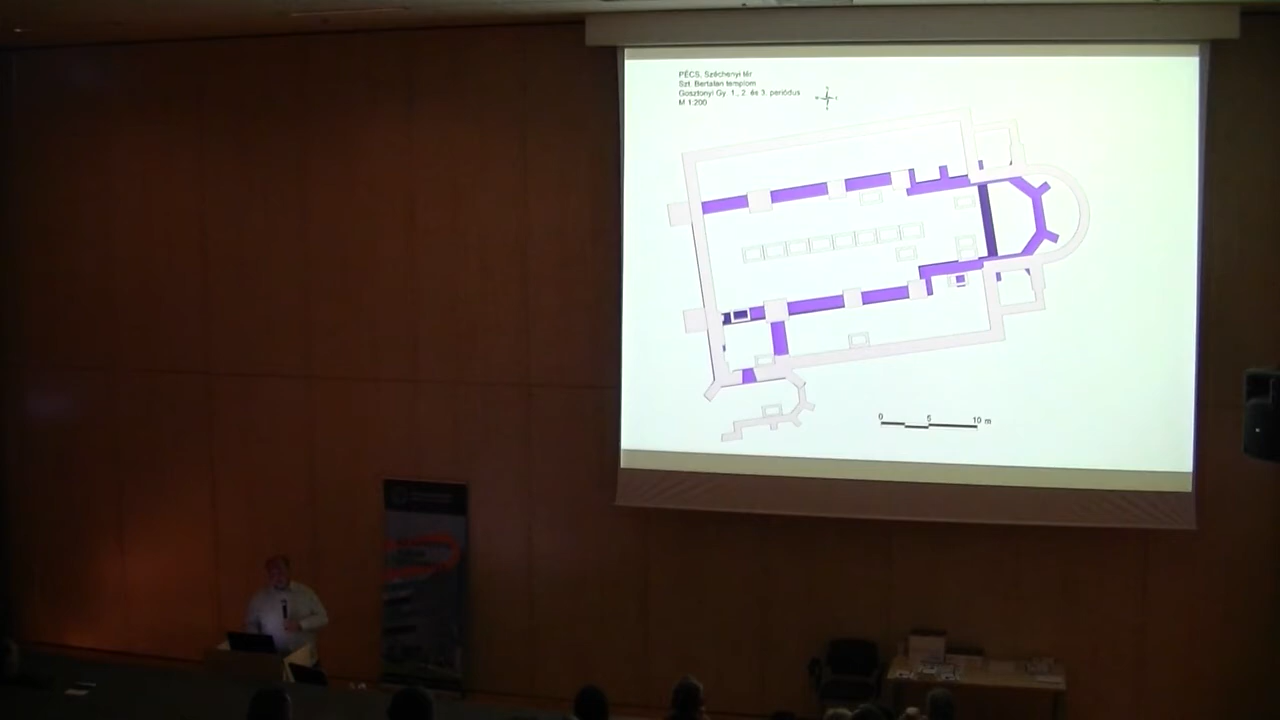 PÉCS, Széchenyi tér
Szt. Bertalan templom
Gosztonyi Gy. 1., 2. és 3. periódus
M 1:200
0 5 10 m